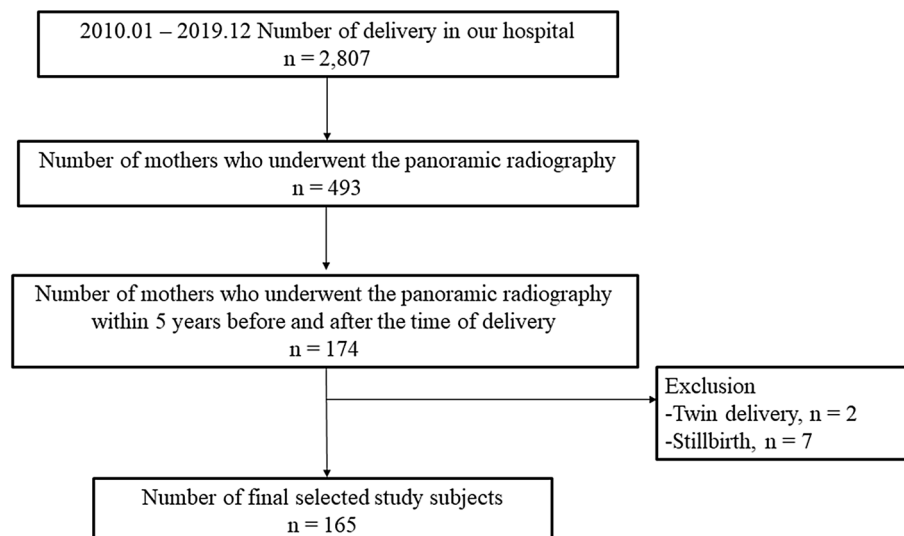 2010.01 – 2019.12 Number of delivery in our hospital
n = 2,807
Number of mothers who underwent the panoramic radiography
n = 493
Number of mothers who underwent the panoramic radiography
within 5 years before and after the time of delivery
n = 174
Exclusion
-Twin delivery, n = 2
-Stillbirth, n = 7
Number of final selected study subjects
n = 165